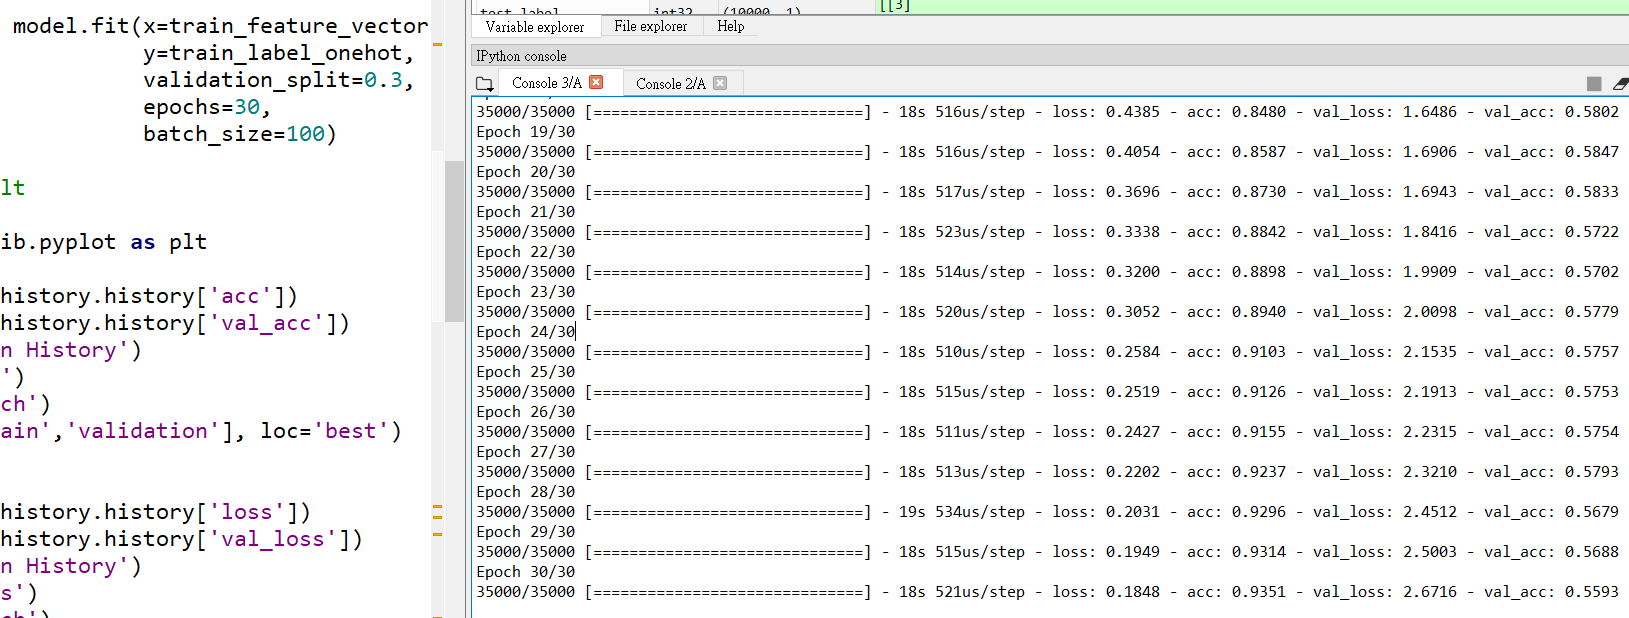 model.fit(x=train_feature_vector
y=train_label_onehot,
validation_split=0.3,
epochs=30,
batch_size=100)
lt
ib.pyplot as plt
history.history['acc'])
history.history['val_acc'])
n History')
')
ch')
ain','validation'], loc='best')
history.history['loss'])
history.history['val_loss'])
n History')
s')
ch')
test_label int32 (10000, 1) [[3]
Variable explorer File explorer Help
IPython console
Console 3/A Console 2/A
35000/35000 [==============================] - 18s 516us/step - loss: 0.4385 - acc: 0.8480 - val_loss: 1.6486 - val_acc: 0.5802
Epoch 19/30
35000/35000 [==============================] - 18s 516us/step - loss: 0.4054 - acc: 0.8587 - val_loss: 1.6906 - val_acc: 0.5847
Epoch 20/30
35000/35000 [==============================] - 18s 517us/step - loss: 0.3696 - acc: 0.8730 - val_loss: 1.6943 - val_acc: 0.5833
Epoch 21/30
35000/35000 [==============================] - 18s 523us/step - loss: 0.3338 - acc: 0.8842 - val_loss: 1.8416 - val_acc: 0.5722
Epoch 22/30
35000/35000 [==============================] - 18s 514us/step - loss: 0.3200 - acc: 0.8898 - val_loss: 1.9909 - val_acc: 0.5702
Epoch 23/30
35000/35000 [==============================] - 18s 520us/step - loss: 0.3052 - acc: 0.8940 - val_loss: 2.0098 - val_acc: 0.5779
Epoch 24/30
35000/35000 [==============================] - 18s 510us/step - loss: 0.2584 - acc: 0.9103 - val_loss: 2.1535 - val_acc: 0.5757
Epoch 25/30
35000/35000 [==============================] - 18s 515us/step - loss: 0.2519 - acc: 0.9126 - val_loss: 2.1913 - val_acc: 0.5753
Epoch 26/30
35000/35000 [==============================] - 18s 511us/step - loss: 0.2427 - acc: 0.9155 - val_loss: 2.2315 - val_acc: 0.5754
Epoch 27/30
35000/35000 [==============================] - 18s 513us/step - loss: 0.2202 - acc: 0.9237 - val_loss: 2.3210 - val_acc: 0.5793
Epoch 28/30
35000/35000 [==============================] - 19s 534us/step - loss: 0.2031 - acc: 0.9296 - val_loss: 2.4512 - val_acc: 0.5679
Epoch 29/30
35000/35000 [==============================] - 18s 515us/step - loss: 0.1949 - acc: 0.9314 - val_loss: 2.5003 - val_acc: 0.5688
Epoch 30/30
35000/35000 [==============================] - 18s 521us/step - loss: 0.1848 - acc: 0.9351 - val_loss: 2.6716 - val_acc: 0.5593